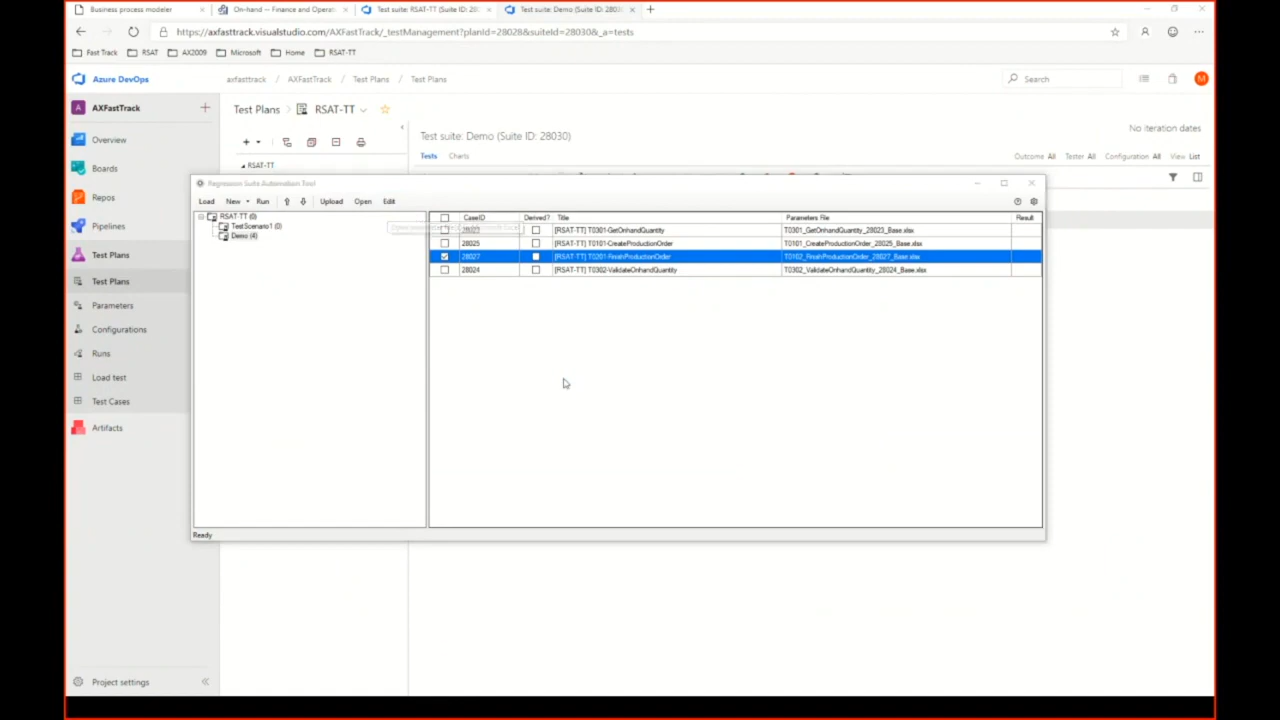 Business process modeler
On-hand -- Finance and Operat
Test suite: RSAT-TT (Suite ID: 280
Test suite: Demo (Suite ID: 2803
https://axfasttrack.visualstudio.com/AXFastTrack/_testManagement?planId=28028&suiteId=28030&_a=tests
Fast Track
RSAT
AX2009
Microsoft
Home
RSAT-TT
Azure DevOps
axfasttrack / AXFastTrack / Test Plans / Test Plans
Search
M
A AXFastTrack
Test Plans
RSAT-TT
No iteration dates
Overview
Test suite: Demo (Suite ID: 28030)
Tests
Charts
Outcome All
Tester All
Configuration All
View List
RSAT-TT
Boards
Repos
Pipelines
Test Plans
Test Plans
Parameters
Configurations
Runs
Load test
Test Cases
Artifacts
Project settings
Regression Suite Automation Tool
Load New Run Upload Open Edit
RSAT-TT (0)
TestScenario1 (0)
Demo (4)
CaseID Derived? Title Parameters File Result
[RSAT-TT] T0301-GetOnhandQuantity T0301_GetOnhandQuantity_28023_Base.xlsx
28025 [RSAT-TT] T0101-CreateProductionOrder T0101_CreateProductionOrder_28025_Base.xlsx
28027 [RSAT-TT] T0201-FinishProductionOrder T0102_FinishProductionOrder_28027_Base.xlsx
28024 [RSAT-TT] T0302-ValidateOnhandQuantity T0302_ValidateOnhandQuantity_28024_Base.xlsx
Ready